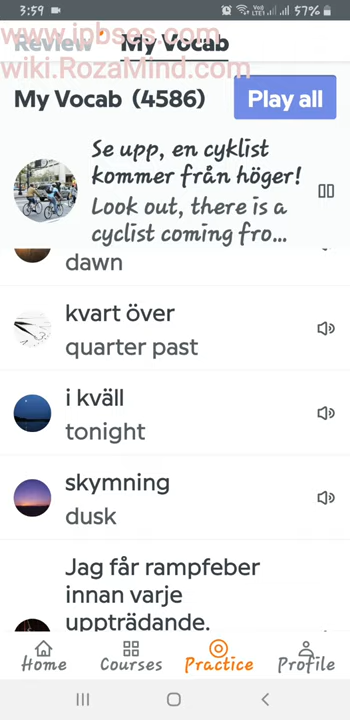 3:59
57%
www.ipbses.com
Review My Vocab
wiki.RozaMind.com
My Vocab (4586)
Play all
Se upp, en cyklist
kommer från höger!
Look out, there is a
cyclist coming fro...
dawn
kvart över
quarter past
i kväll
tonight
skymning
dusk
Jag får rampfeber
innan varje
uppträdande.
Home Courses Practice Profile